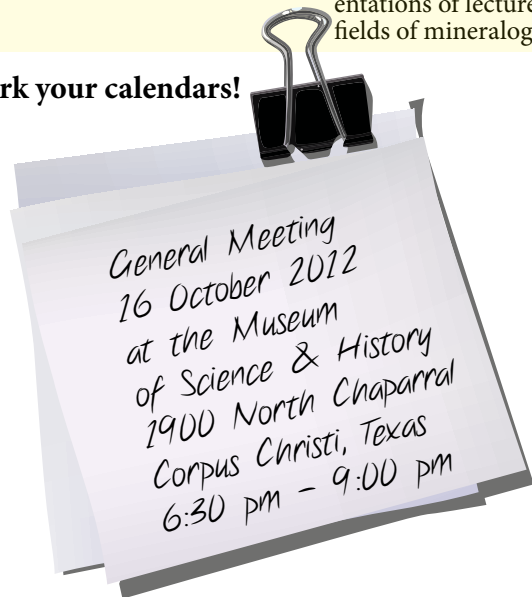 entations of lecture
fields of mineralog
rk your calendars!
General Meeting
16 October 2012
at the Museum
of Science & History
1900 North Chaparral
Corpus Christi, Texas
6:30 pm – 9:00 pm